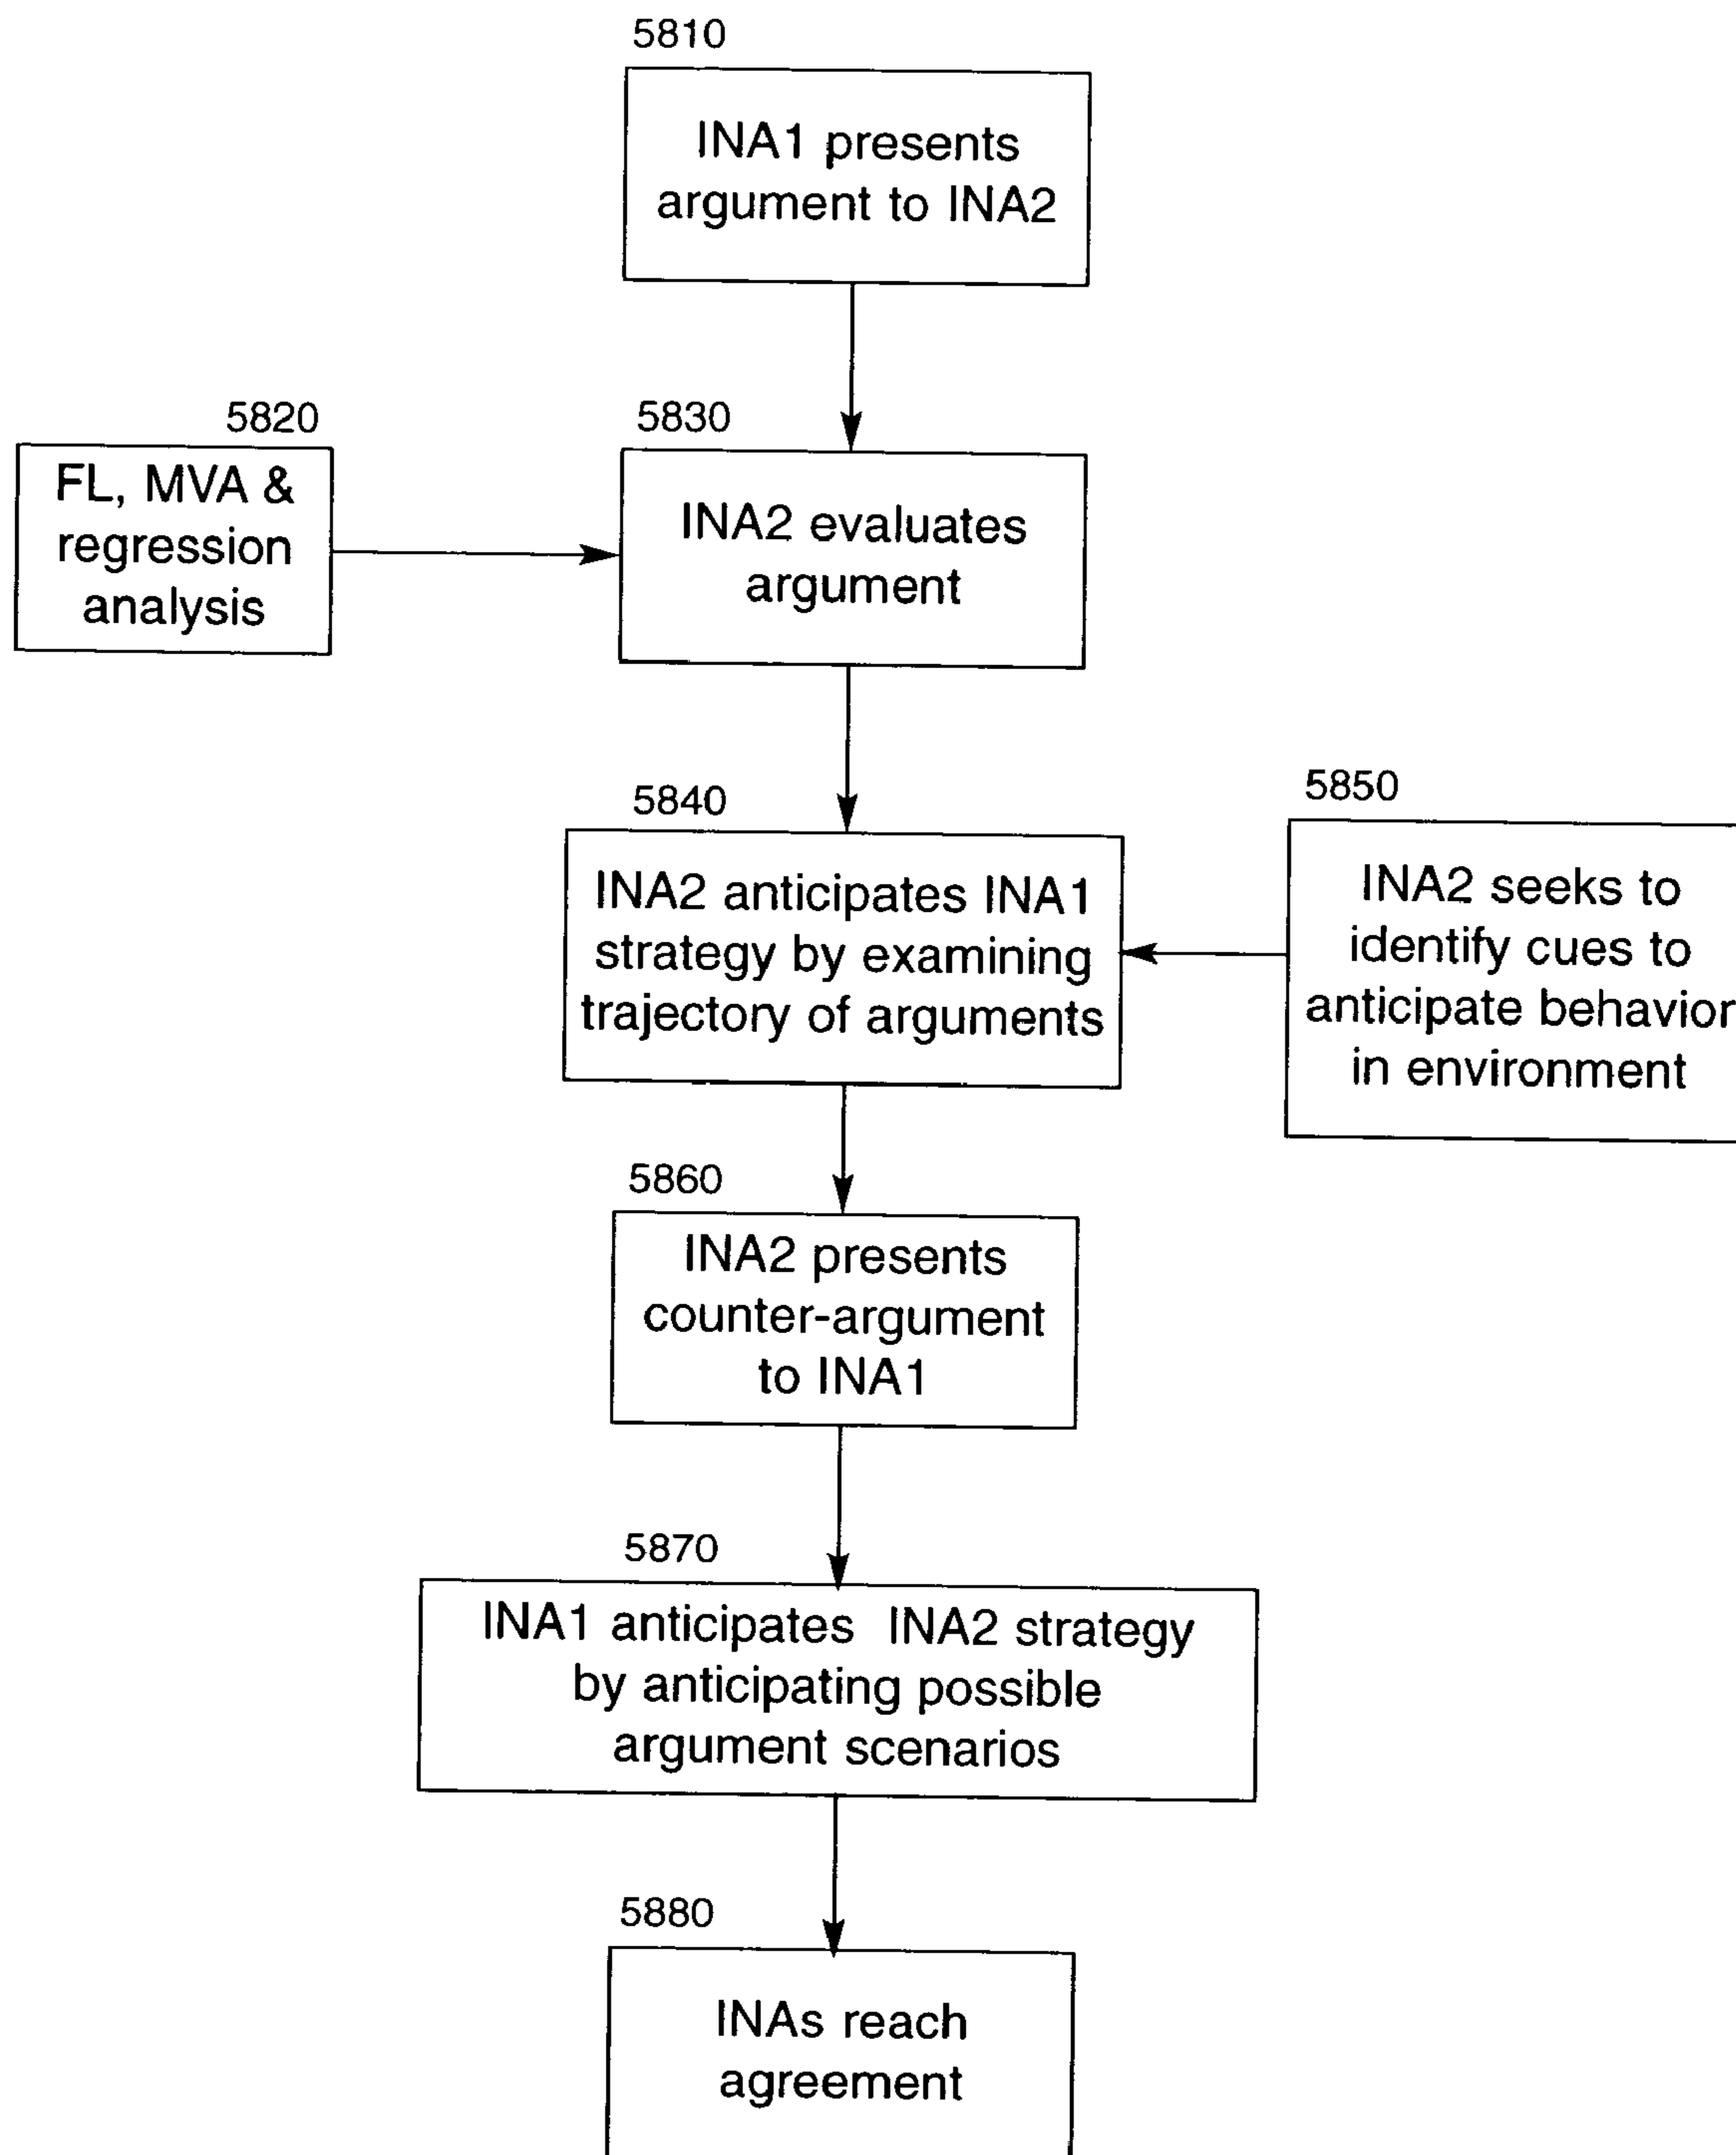 5810
INA1 presents
argument to INA2
5820
FL, MVA &
regression
analysis
5830
INA2 evaluates
argument
5840
INA2 anticipates INA1
strategy by examining
trajectory of arguments
5850
INA2 seeks to
identify cues to
anticipate behavior
in environment
5860
INA2 presents
counter-argument
to INA1
5870
INA1 anticipates INA2 strategy
by anticipating possible
argument scenarios
5880
INAs reach
agreement